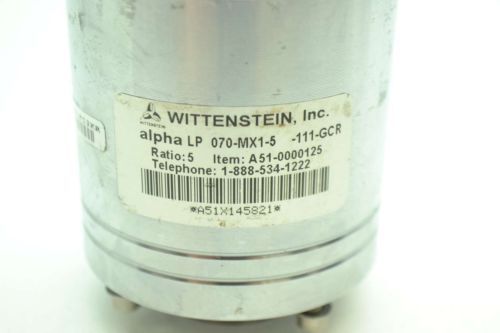 WITTENSTEIN
WITTENSTEIN, Inc.
alpha LP 070-MX1-5 -111-GCR
Ratio:5 Item: A51-0000125
Telephone: 1-888-534-1222
*A51X145821*